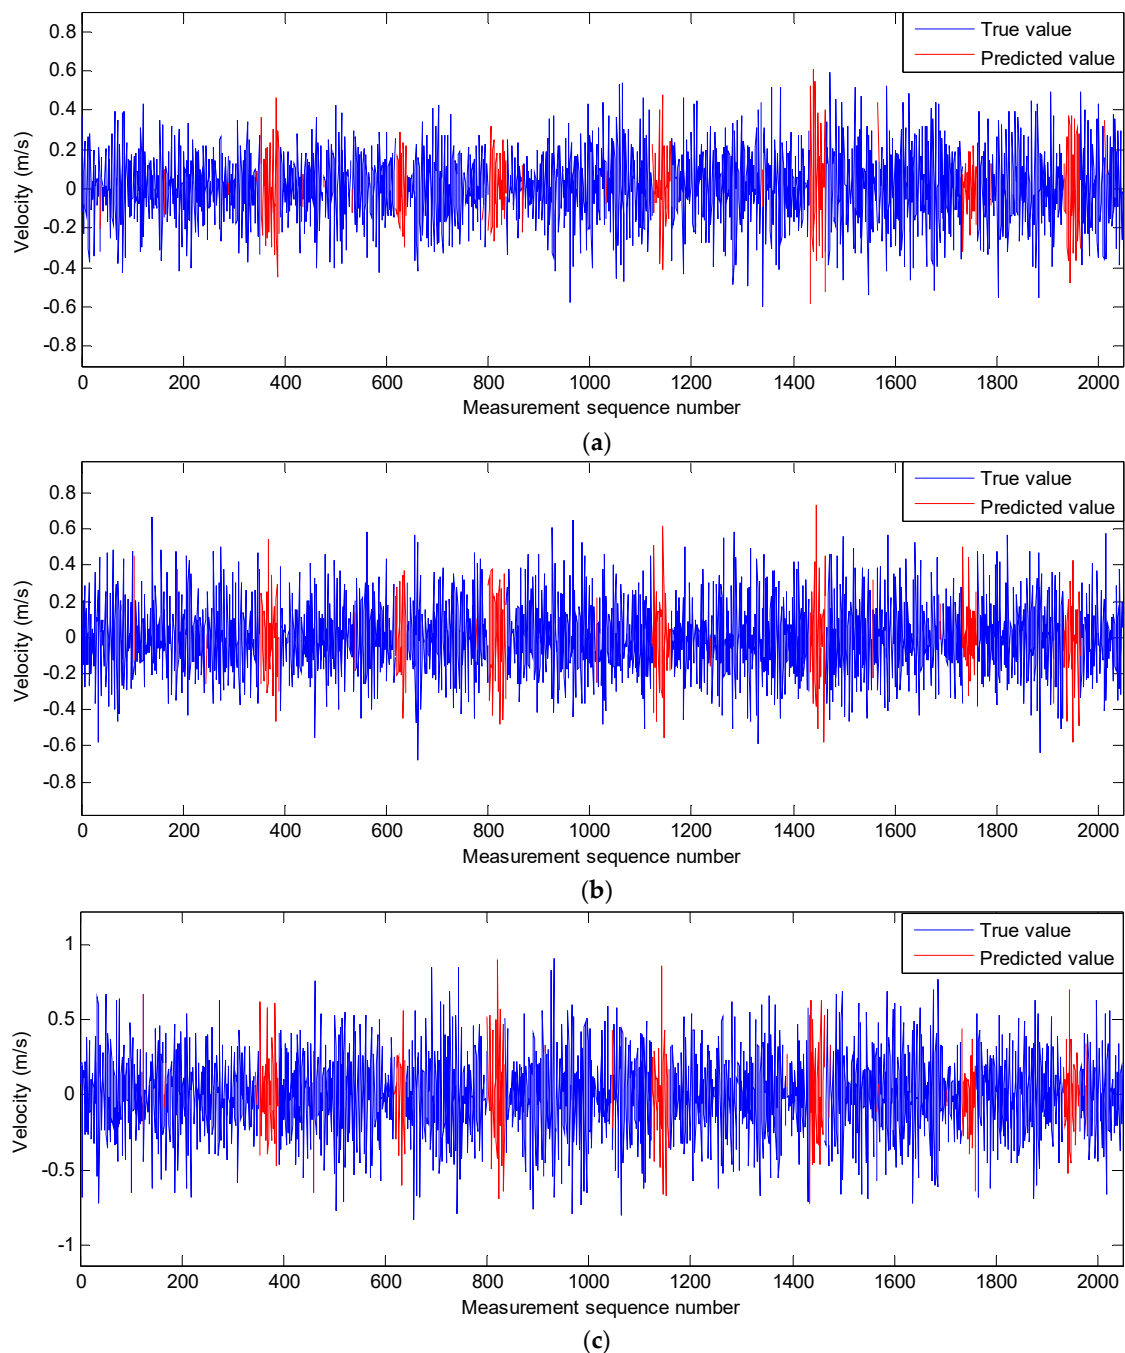 True value
Predicted value
0.8
0.6
0.4
0.2
0
-0.2
-0.4
-0.6
-0.8
Velocity (m/s)
0 200 400 600 800 1000 1200 1400 1600 1800 2000
Measurement sequence number
(a)
True value
Predicted value
0.8
0.6
0.4
0.2
0
-0.2
-0.4
-0.6
-0.8
Velocity (m/s)
0 200 400 600 800 1000 1200 1400 1600 1800 2000
Measurement sequence number
(b)
True value
Predicted value
1
0.5
0
-0.5
-1
Velocity (m/s)
0 200 400 600 800 1000 1200 1400 1600 1800 2000
Measurement sequence number
(c)